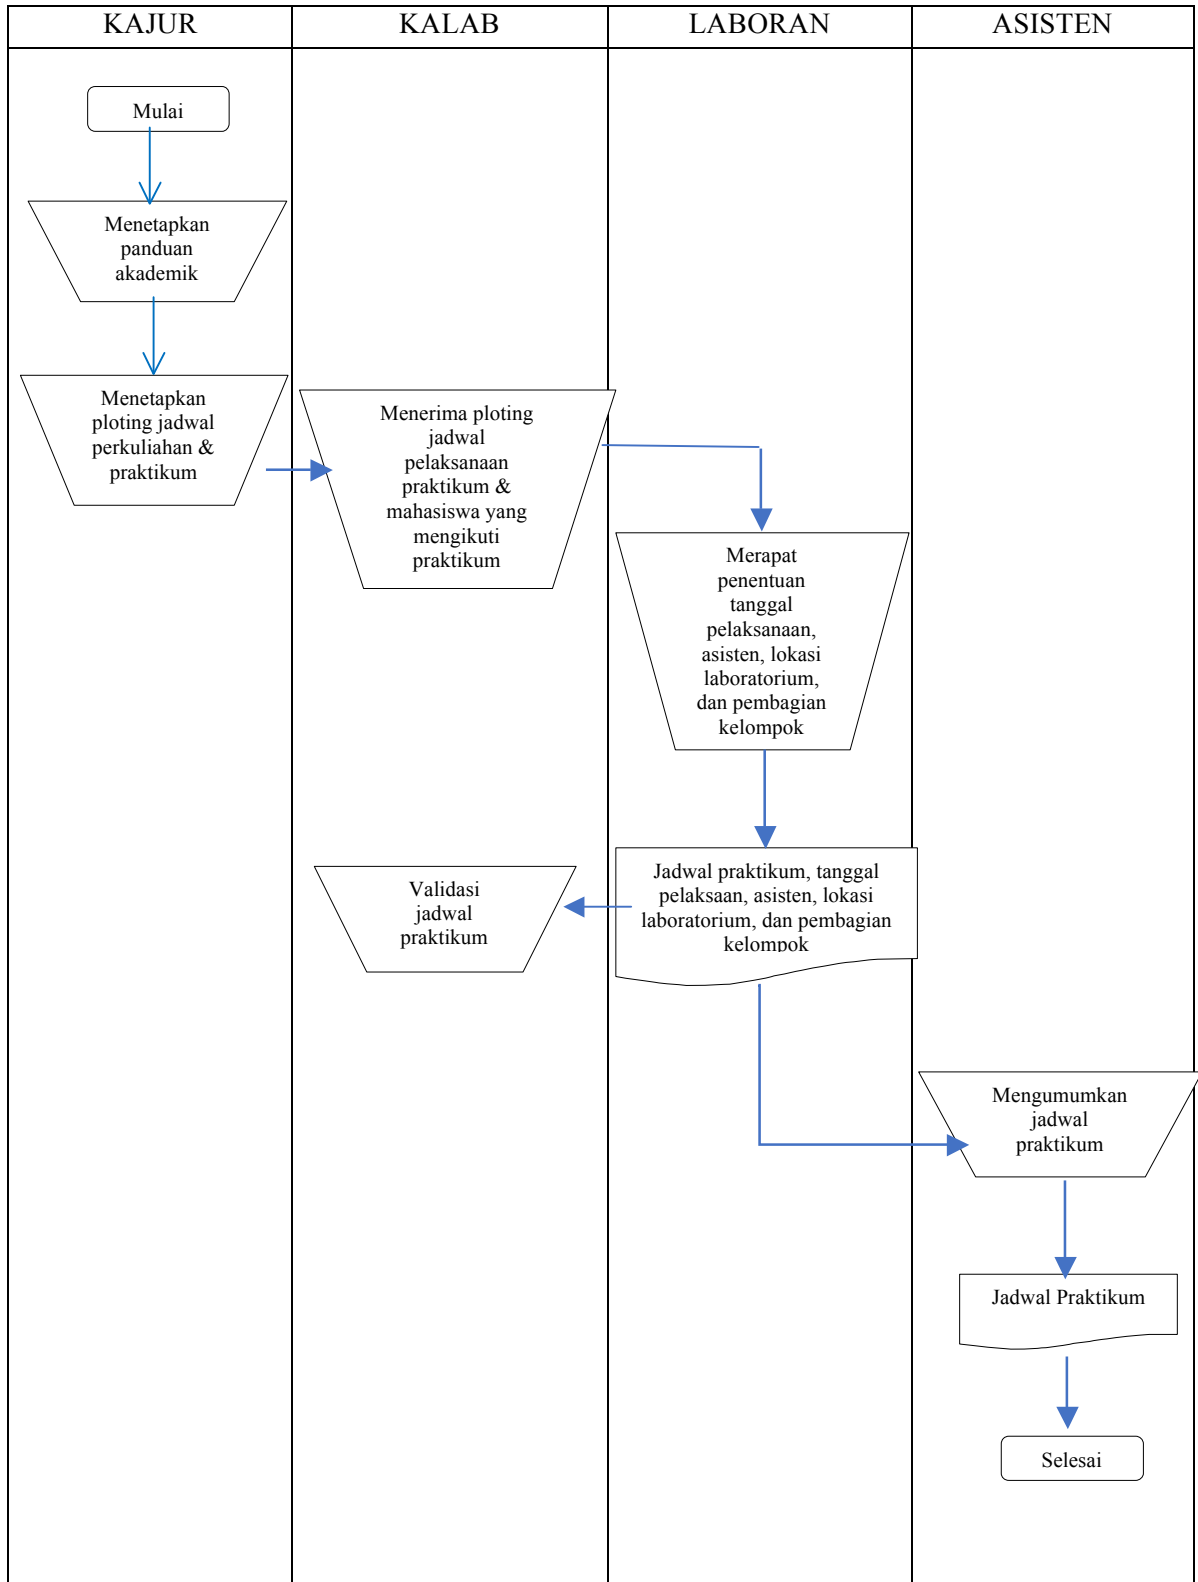 KAJUR
KALAB
LABORAN
ASISTEN
Mulai
Menetapkan
panduan
akademik
Menetapkan
ploting jadwal
perkuliahan &
praktikum
Menerima ploting
jadwal
pelaksanaan
praktikum &
mahasiswa yang
mengikuti
praktikum
Merapat
penentuan
tanggal
pelaksanaan,
asisten, lokasi
laboratorium,
dan pembagian
kelompok
Jadwal praktikum, tanggal
pelaksaan, asisten, lokasi
laboratorium, dan pembagian
kelompok
Validasi
jadwal
praktikum
Mengumumkan
jadwal
praktikum
Jadwal Praktikum
Selesai